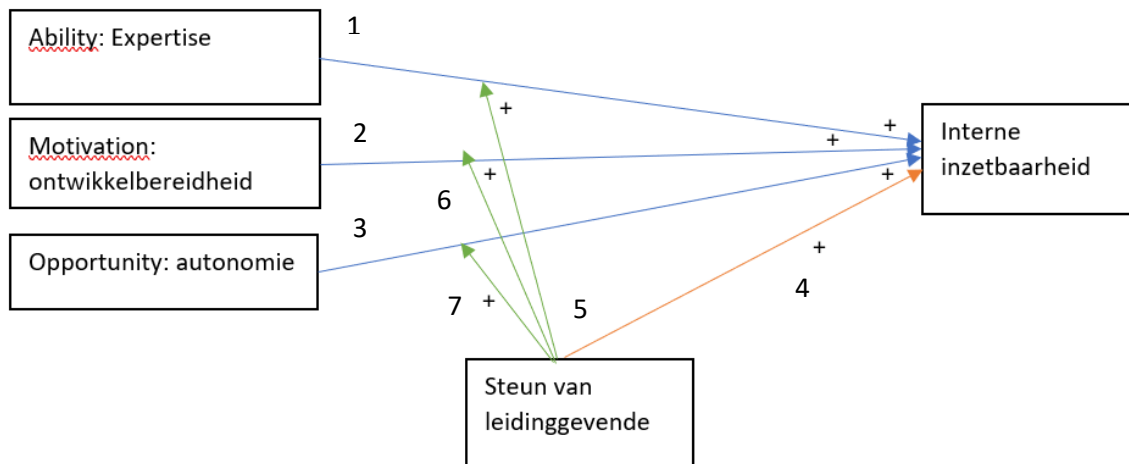 Ability: Expertise
1
+
+
+
Interne
inzetbaarheid
Motivation:
ontwikkelbereidheid
2
+
+
6
Opportunity: autonomie
3
+
+
4
7
+
5
Steun van
leidinggevende